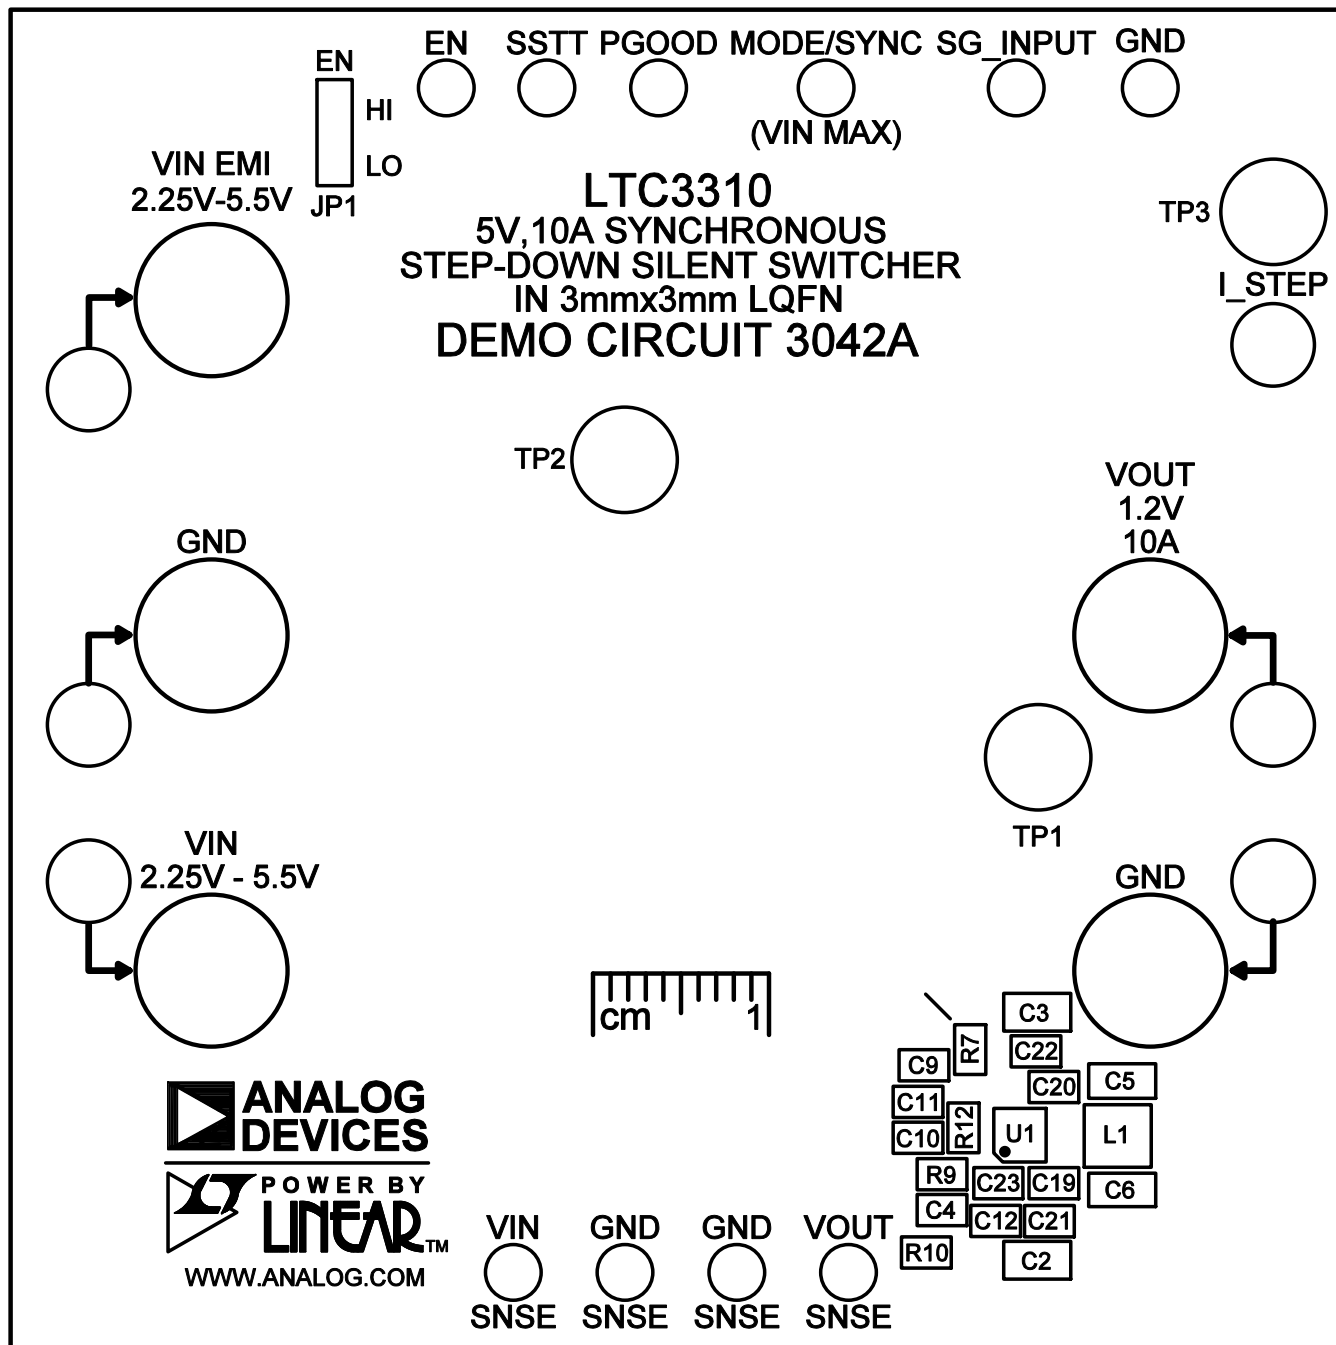 EN SSTT PGOOD MODE/SYNC SG_INPUT GND
EN
HI
LO
JP1
(VIN MAX)
VIN EMI
2.25V-5.5V
LTC3310
5V,10A SYNCHRONOUS
STEP-DOWN SILENT SWITCHER
IN 3mmx3mm LQFN
DEMO CIRCUIT 3042A
TP3
I_STEP
TP2
VOUT
1.2V
10A
GND
TP1
VIN
2.25V - 5.5V
GND
cm 1
C3
R7
C22
C9
C20
C5
C11
R12
C10
U1
L1
R9
C23
C19
C6
C4
C12
C21
R10
C2
ANALOG
DEVICES
POWER BY
LINEAR TM
WWW.ANALOG.COM
VIN GND GND VOUT
SNSE SNSE SNSE SNSE